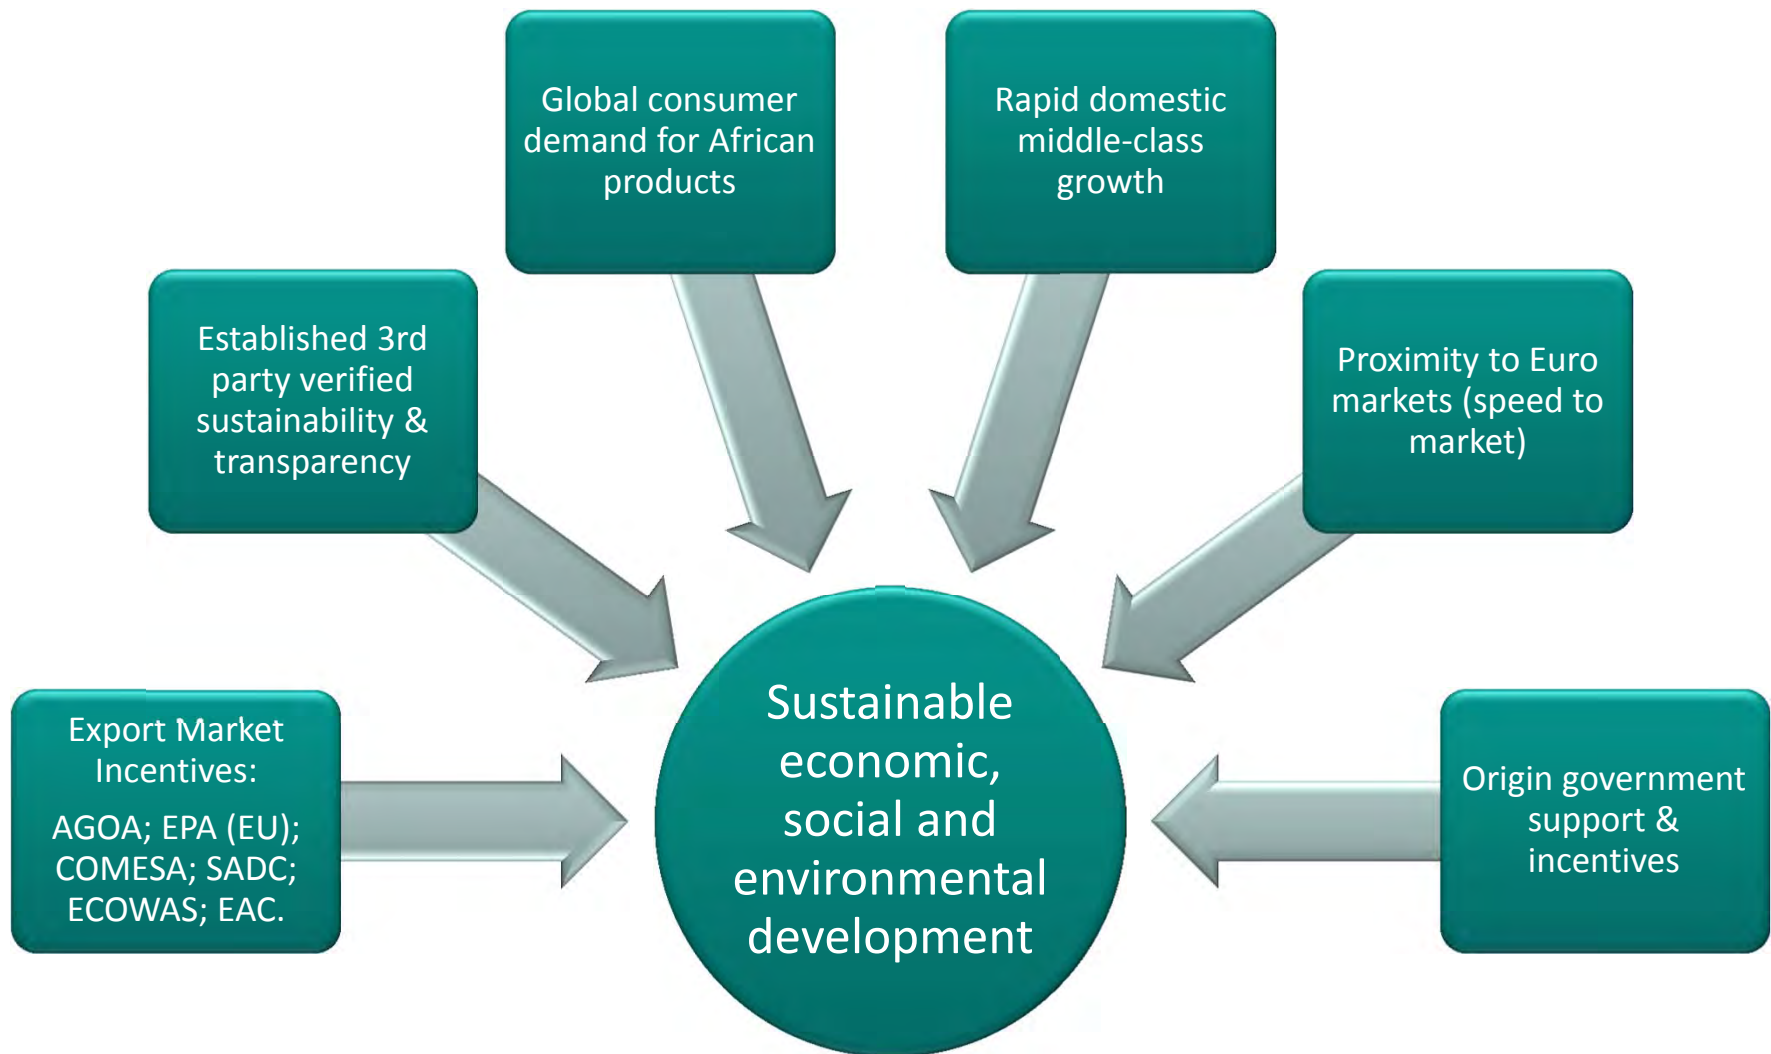 Global consumer
demand for African
products
Rapid domestic
middle-class
growth
Established 3rd
party verified
sustainability &
transparency
Proximity to Euro
markets (speed to
market)
Export Market
Incentives:
AGOA; EPA (EU);
COMESA; SADC;
ECOWAS; EAC.
Sustainable
economic,
social and
environmental
development
Origin government
support &
incentives